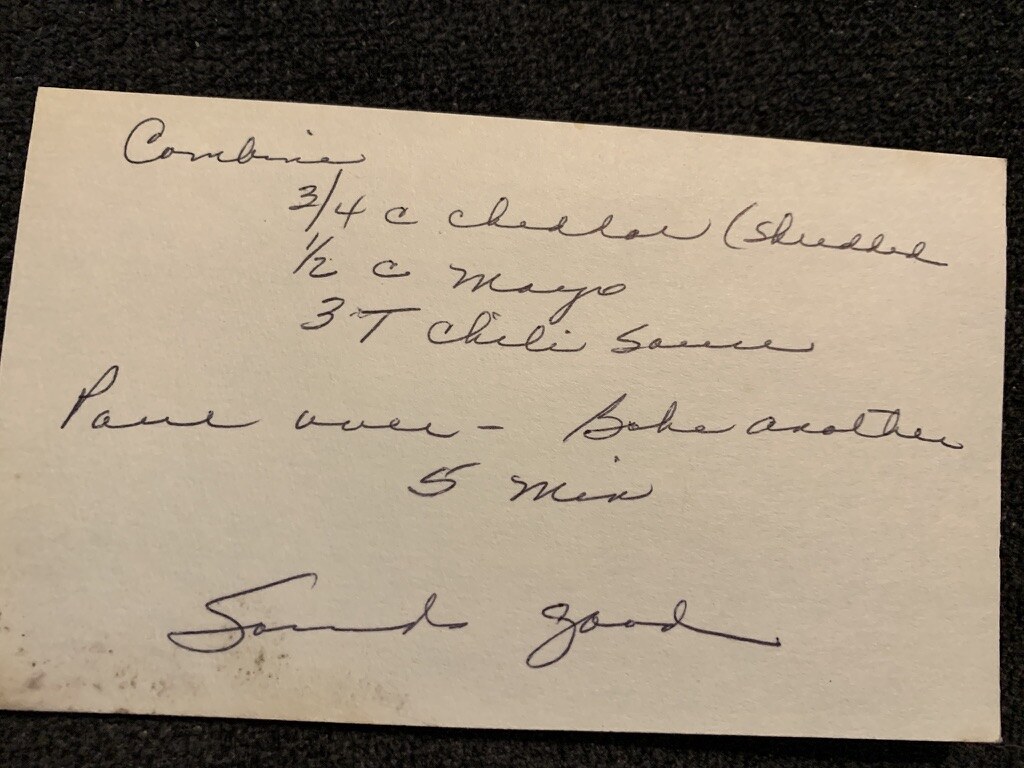 Combine
3/4 c cheddar (shredded
1/2 c Mayo
3 T Chili Sauce
Pour over - Bake another
5 min
Sounds good